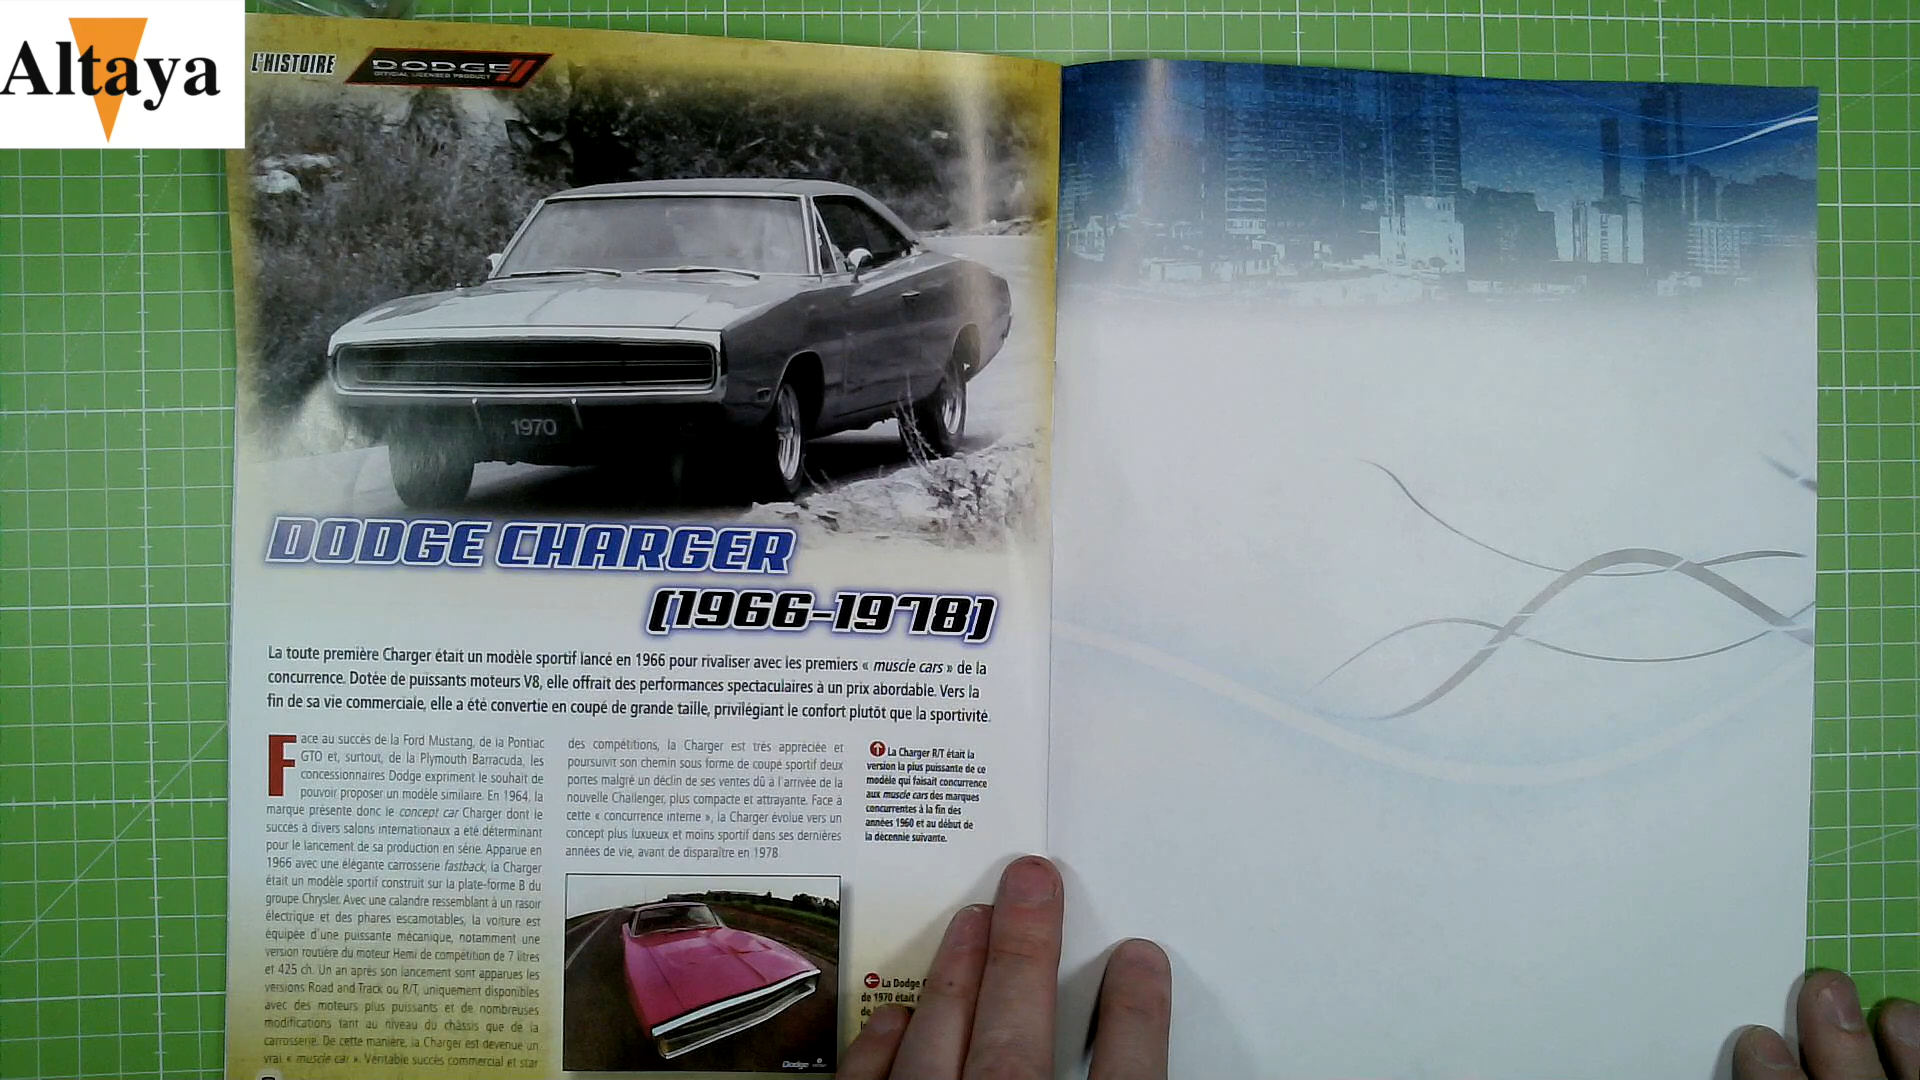 Altaya
L'HISTOIRE
DODGE
OFFICIAL LICENSED PRODUCT
1970
DODGE CHARGER
(1966-1978)
La toute première Charger était un modèle sportif lancé en 1966 pour rivaliser avec les premiers « muscle cars » de la
concurrence. Dotée de puissants moteurs V8, elle offrait des performances spectaculaires à un prix abordable. Vers la
fin de sa vie commerciale, elle a été convertie en coupé de grande taille, privilégiant le confort plutôt que la sportivité.
Face au succès de la Ford Mustang, de la Pontiac
GTO et, surtout, de la Plymouth Barracuda, les
concessionnaires Dodge expriment le souhait de
pouvoir proposer un modèle similaire. En 1964, la
marque présente donc le concept car Charger dont le
succès à divers salons internationaux a été déterminant
pour le lancement de sa production en série. Apparue en
1966 avec une élégante carrosserie fastback, la Charger
était un modèle sportif construit sur la plate-forme B du
groupe Chrysler. Avec une calandre ressemblant à un rasoir
électrique et des phares escamotables, la voiture est
équipée d'une puissante mécanique, notamment une
version routière du moteur Hemi de compétition de 7 litres
et 425 ch. Un an après son lancement sont apparues les
versions Road and Track ou R/T, uniquement disponibles
avec des moteurs plus puissants et de nombreuses
modifications tant au niveau du châssis que de la
carrosserie. De cette manière, la Charger est devenue un
vrai « muscle car ». Véritable succès commercial et star
des compétitions, la Charger est très appréciée et
poursuivit son chemin sous forme de coupé sportif deux
portes malgré un déclin de ses ventes dû à l'arrivée de la
nouvelle Challenger, plus compacte et attrayante. Face à
cette « concurrence interne », la Charger évolue vers un
concept plus luxueux et moins sportif dans ses dernières
années de vie, avant de disparaître en 1978.
La Charger R/T était la
version la plus puissante de ce
modèle qui faisait concurrence
aux muscle cars des marques
concurrentes à la fin des
années 1960 et au début de
la décennie suivante.
Dodge
La Dodge
de 1970 était